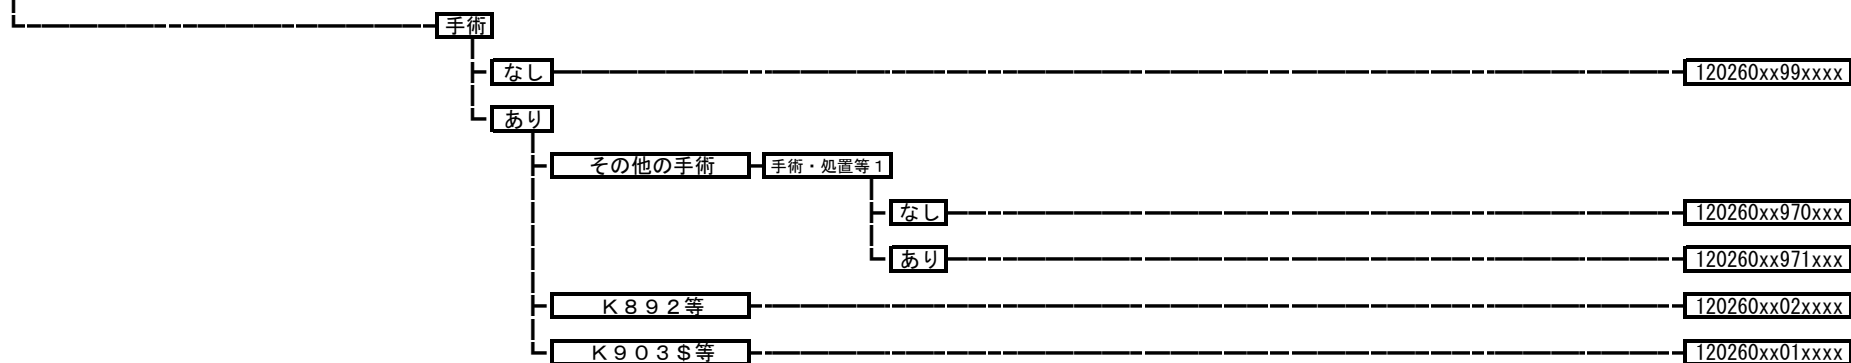 手術
なし 120260xx99xxxx
あり
その他の手術 手術・処置等１
なし 120260xx970xxx
あり 120260xx971xxx
Ｋ８９２等 120260xx02xxxx
Ｋ９０３＄等 120260xx01xxxx